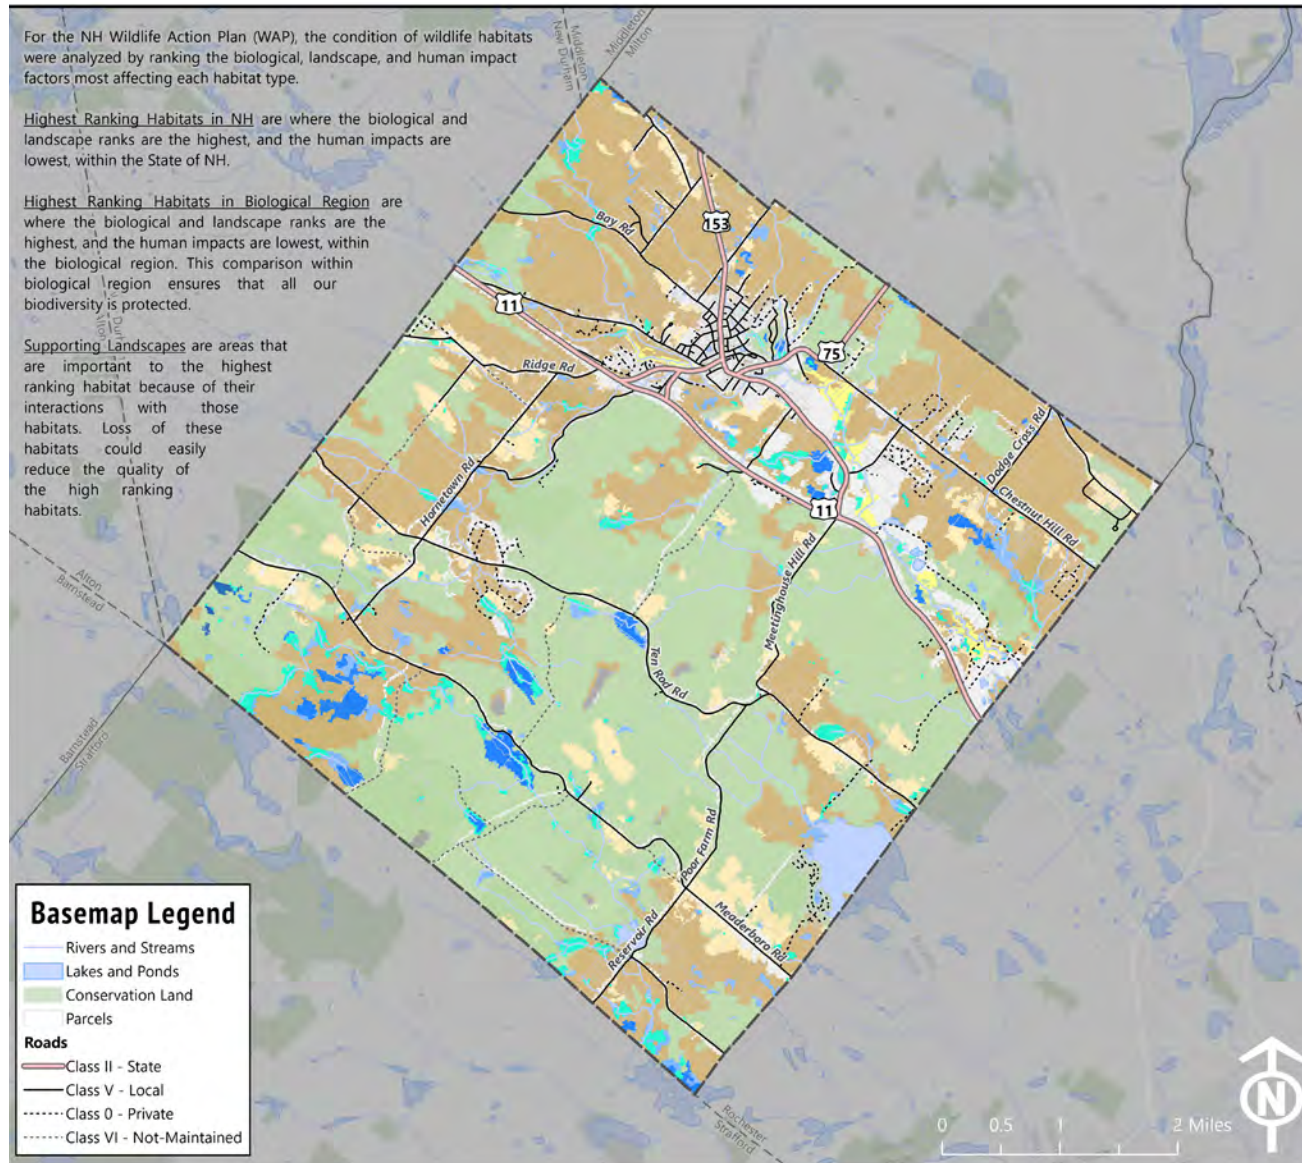 For the NH Wildlife Action Plan (WAP), the condition of wildlife habitats
were analyzed by ranking the biological, landscape, and human impact
factors most affecting each habitat type.
Highest Ranking Habitats in NH are where the biological and
landscape ranks are the highest, and the human impacts are
lowest, within the State of NH.
Highest Ranking Habitats in Biological Region are
where the biological and landscape ranks are the
highest, and the human impacts are lowest, within
the biological region. This comparison within
biological region ensures that all our
biodiversity is protected.
Supporting Landscapes are areas that
are important to the highest
ranking habitat because of their
interactions with those
habitats. Loss of these
habitats could easily
reduce the quality of
the high ranking
habitats.
Middleton
New Durham
Middleton
Milton
Alton
Alton
Barnstead
Barnstead
Strafford
Rochester
Strafford
153
Bay Rd
11
75
Ridge Rd
Hornetown Rd
Dodge Cross Rd
Chestnut Hill Rd
11
Meetinghouse Hill Rd
Ten Rod Rd
Poor Farm Rd
Meaderboro Rd
Reservoir Rd
Basemap Legend
Rivers and Streams
Lakes and Ponds
Conservation Land
Parcels
Roads
Class II - State
Class V - Local
Class 0 - Private
Class VI - Not-Maintained
0 0.5 1 2 Miles
N